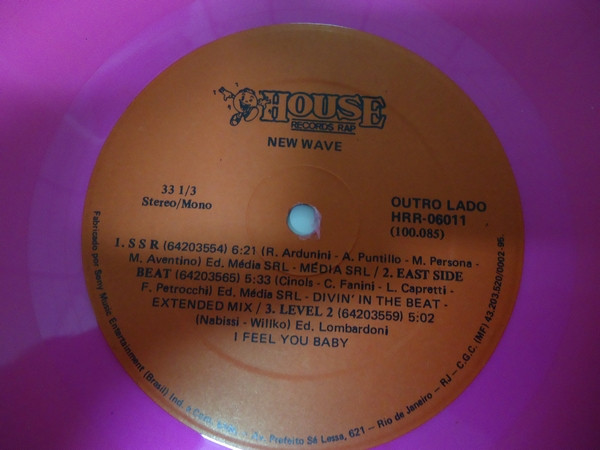 HOUSE
RECORDS RAP
NEW WAVE
33 1/3
Stereo/Mono
OUTRO LADO
HRR-06011
(100.085)
1. S S R (64203554) 6:21 (R. Ardunini - A. Puntillo - M. Persona -
M. Aventino) Ed. Média SRL - MÉDIA SRL / 2. EAST SIDE
BEAT (64203565) 5:33 (Cinols - C. Fanini - L. Capretti -
F. Petrocchi) Ed. Média SRL - DIVIN' IN THE BEAT -
EXTENDED MIX / 3. LEVEL 2 (64203559) 5:02
(Nabissi - Willko) Ed. Lombardoni
I FEEL YOU BABY
Fabricado por Sony Music Entertainment (Brasil) Ind. e Com. Av. Prefeito Sá Lessa, 621 - Rio de Janeiro - RJ - C.G.C. (MF) 43.203.520/0002-95.